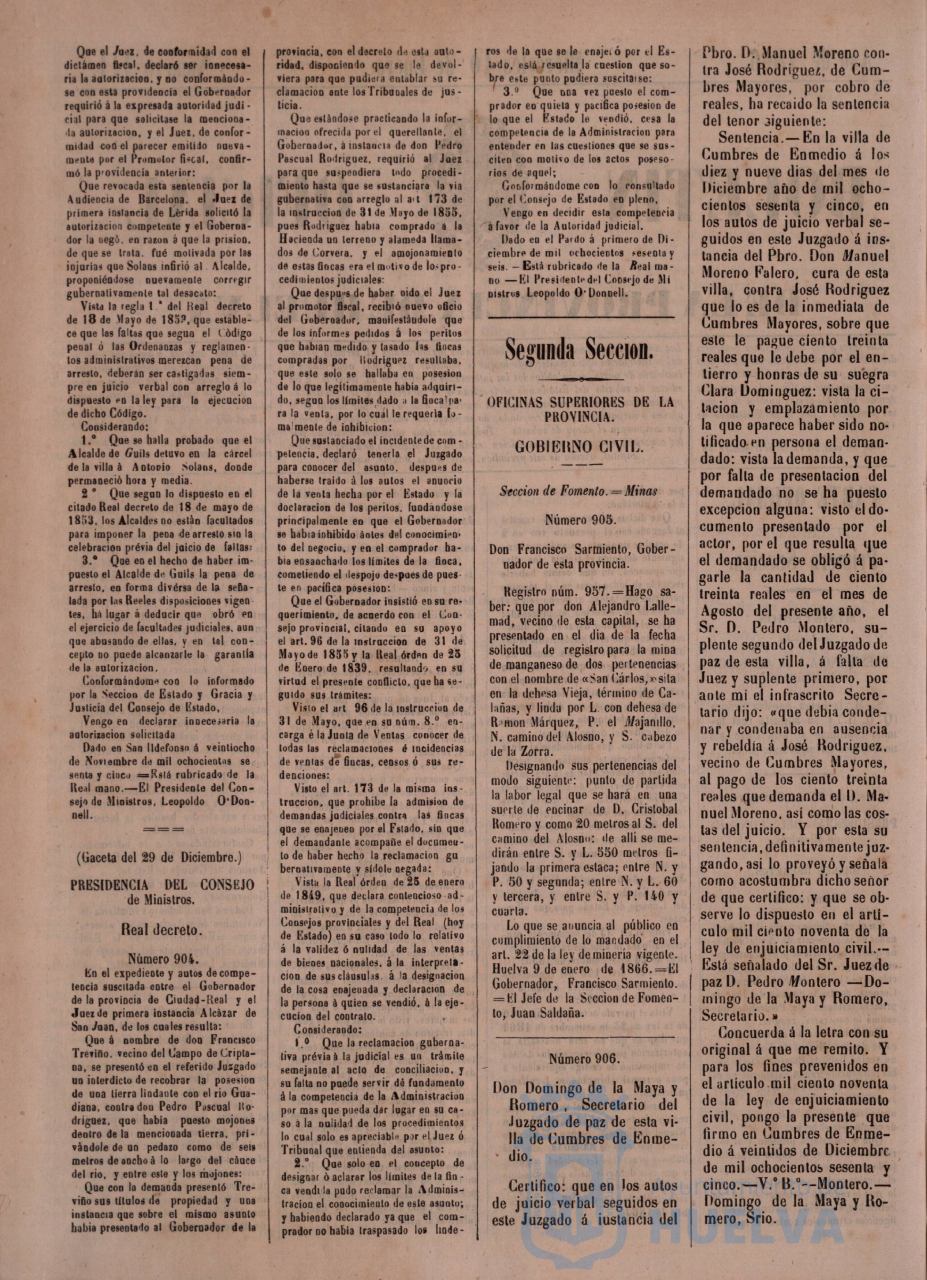 Que el Juez, de conformidad con el
dictámen fiscal, declaró ser innecesa-
ria la autorizacion, y no conformándo-
se con esta providencia el Gobernador
requirió á la expresada autoridad judi-
cial para que solicitase la menciona-
da autorizacion, y el Juez, de confor-
midad con el parecer emitido nueva-
mente por el Promotor fiscal, confir-
mó la providencia anterior:
Que revocada esta sentencia por la
Audiencia de Barcelona, el Juez de
primera instancia de Lérida solicitó la
autorizacion competente y el Goberna-
dor la negó, en razon á que la prision,
de que se trata, fué motivada por las
injurias que Solans infirió al Alcalde,
proponiéndose nuevamente corregir
gubernativamente tal desacato:
Vista la regla 1.ª del Real decreto
de 18 de Mayo de 1853, que estable-
ce que las faltas que segun el Código
penal ó las Ordenanzas y reglamen-
tos administrativos merezcan pena de
arresto, deberán ser castigadas siem-
pre en juicio verbal con arreglo á lo
dispuesto en la ley para la ejecucion
de dicho Código.
Considerando:
1.º Que se halla probado que el
Alcalde de Guils detuvo en la cárcel
de la villa á Antonio Solans, donde
permaneció hora y media.
2º Que segun lo dispuesto en el
citado Real decreto de 18 de mayo de
1853, los Alcaldes no están facultados
para imponer la pena de arresto sin la
celebracion prévia del juicio de faltas:
3.º Que en el hecho de haber im-
puesto el Alcalde de Guils la pena de
arresto, en forma divérsa de la seña-
lada por las Reeles disposiciones vigen-
tes, ha lugar á deducir que obró en
el ejercicio de facultades judiciales, aun
que abusando de ellas, y en tal con-
cepto no puede alcanzarle la garantía
de la autorizacion.
Conformándome con lo informado
por la Seccion de Estado y Gracia y
Justicia del Consejo de Estado,
Vengo en declarar innecesaria la
autorizacion solicitada
Dado en San Ildefonso á veintiocho
de Noviembre de mil ochocientos se
senta y cinco =Está rubricado de la
Real mano.—El Presidente del Con-
sejo de Ministros, Leopoldo O'Don-
nell.
(Gaceta del 29 de Diciembre.)
PRESIDENCIA DEL CONSEJO
de Ministros.
Real decreto.
Número 904.
En el expediente y autos de compe-
tencia suscitada entre el Gobernador
de la provincia de Ciudad-Real y el
Juez de primera instancia Alcázar de
San Juan, de los cuales resulta:
Que á nombre de don Francisco
Treviño, vecino del Campo de Cripta-
na, se presentó en el referido Juzgado
un interdicto de recobrar la posesion
de una tierra lindante con el rio Gua-
diana, contra don Pedro Pascual Ro-
driguez, que habia puesto mojones
dentro de la mencionada tierra, pri-
vándole de un pedazo como de seis
metros de ancho á lo largo del cáuce
del rio, y entre este y los mojones:
Que con la demanda presentó Tre-
viño sus títulos de propiedad y una
instancia que sobre el mismo asunto
habia presentado al Gobernador de la
provincia, con el decreto de esta auto-
ridad, disponiendo que se le devol-
viera para que pudiera entablar su re-
clamacion ante los Tribunales de jus-
ticia.
Que estándose practicando la infor-
macion ofrecida por el querellante, el
Gobernador, á instancia de don Pedro
Pascual Rodriguez, requirió al Juez
para que suspendiera todo procedi-
miento hasta que se sustanciara la via
gubernativa con arreglo al art 173 de
la instruccion de 31 de Mayo de 1855,
pues Rodriguez habia comprado á la
Hacienda un terreno y alameda llama-
dos de Corvera, y el amojonamiento
de estas fincas era el motivo de los pro-
cedimientos judiciales:
Que despues de haber oido el Juez
al promotor fiscal, recibió nuevo oficio
del Gobernador, manifestándole que
de los informes pedidos á los peritos
que habian medido y tasado las fincas
compradas por Rodriguez resultaba,
que este solo se hallaba en posesion
de lo que legítimamente habia adquiri-
do, segun los límites dado á la finca pa-
ra la venta, por lo cual le requeria fo-
rmalmente de inhibicion:
Que sustanciado el incidente de com-
petencia, declaró tenerla el Juzgado
para conocer del asunto, despues de
haberse traido á los autos el anuncio
de la venta hecha por el Estado y la
declaracion de los peritos, fundándose
principalmente en que el Gobernador
se habia inhibido ántes del conocimien-
to del negocio, y en el comprador ha-
bia ensanchado los límites de la finca,
cometiendo el despojo despues de pues-
te en pacífica posesion:
Que el Gobernador insistió en su re-
querimiento, de acuerdo con el Con-
sejo provincial, citando en su apoyo
el art. 96 de la instruccion de 31 de
Mayo de 1855 y la Real órden de 25
de Enero de 1839, resultando en su
virtud el presente conflicto, que ha se-
guido sus trámites:
Visto el art 96 de la instruccion de
31 de Mayo, que en su núm. 8.º en-
carga é la Junta de Ventas conocer de
todas las reclamaciones é incidencias
de ventas de fincas, censos ó sus re-
denciones:
Visto el art. 173 de la misma ins-
truccion, que prohibe la admision de
demandas judiciales contra las fincas
que se enajenen por el Estado, sin que
el demandante acompañe el documen-
to de haber hecho la reclamacion gu
bernativamente y sídole negada:
Vista la Real órden de 25 de enero
de 1849, que declara contencioso-ad-
ministrativo y de la competencia de los
Consejos provinciales y del Real (hoy
de Estado) en su caso todo lo relativo
á la validéz ó nulidad de las ventas
de bienes nacionales, á la interpreta-
cion de sus cláusulas, á la designacion
de la cosa enajenada y declaracion de
la persona á quien se vendió, á la eje-
cucion del contrato.
Considerando:
1.º Que la reclamacion guberna-
tiva prévia á la judicial es un trámite
semejante al acto de conciliacion, y
su falta no puede servir de fundamento
á la competencia de la Administracion
por mas que pueda dar lugar en su ca-
so á la nulidad de los procedimientos
lo cual solo es apreciable por el Juez ó
Tribunal que entienda del asunto:
2.º Que solo en el concepto de
designar ó aclarar los límites de la fin-
ca vendida pudo reclamar la Adminis-
tracion el conocimiento de este asunto;
y habiendo declarado ya que el com-
prador no habia traspasado los linde-
ros de la que se le enajenó por el Es-
tado, está resuelta la cuestion que so-
bre este punto pudiera suscitarse:
3.º Que una vez puesto el com-
prador en quieta y pacífica posesion de
lo que el Estado le vendió, cesa la
competencia de la Administracion para
entender en las cuestiones que se sus-
citen con motivo de los actos poseso-
rios de aquel;
Conformándome con lo consultado
por el Consejo de Estado en pleno,
Vengo en decidir esta competencia
á favor de la Autoridad judicial.
Dado en el Pardo á primero de Di-
ciembre de mil ochocientos sesenta y
seis.—Está rubricado de la Real ma-
no —El Presidente del Consejo de Mi
nistros Leopoldo O'Donnell.
Segunda Seccion.
OFICINAS SUPERIORES DE LA
PROVINCIA.
GOBIERNO CIVIL.
Seccion de Fomento.=Minas
Número 905.
Don Francisco Sarmiento, Gober-
nador de esta provincia.
Registro núm. 957.=Hago sa-
ber: que por don Alejandro Lalle-
mad, vecino de esta capital, se ha
presentado en el dia de la fecha
solicitud de registro para la mina
de manganeso de dos pertenencias
con el nombre de «San Cárlos,» sita
en la dehesa Vieja, término de Ca-
lañas, y linda por L. con dehesa de
Ramon Márquez, P. el Majanillo,
N. camino del Alosno, y S. cabezo
de la Zorra.
Designando sus pertenencias del
modo siguiente: punto de partida
la labor legal que se hará en una
suerte de encinar de D. Cristobal
Romero y como 20 metros al S. del
camino del Alosno: de alli se me-
dirán entre S. y L. 550 metros fi-
jando la primera estaca; entre N. y
P. 50 y segunda; entre N. y L. 60
y tercera, y entre S. y P. 140 y
cuarta.
Lo que se anuncia al público en
cumplimiento de lo mandado en el
art. 22 de la ley de mineria vigente.
Huelva 9 de enero de 1866.=El
Gobernador, Francisco Sarmiento.
=El Jefe de la Seccion de Fomen-
to, Juan Saldaña.
Número 906.
Don Domingo de la Maya y
Romero, Secretario del
Juzgado de paz de esta vi-
lla de Cumbres de Enme-
dio.
Certifico: que en los autos
de juicio verbal seguidos en
este Juzgado á iustancia del
Pbro. D. Manuel Moreno con-
tra José Rodriguez, de Cum-
bres Mayores, por cobro de
reales, ha recaido la sentencia
del tenor siguiente:
Sentencia.—En la villa de
Cumbres de Enmedio á los
diez y nueve dias del mes de
Diciembre año de mil ocho-
cientos sesenta y cinco, en
los autos de juicio verbal se-
guidos en este Juzgado á ins-
tancia del Pbro. Don Manuel
Moreno Falero, cura de esta
villa, contra José Rodriguez
que lo es de la inmediata de
Cumbres Mayores, sobre que
este le pague ciento treinta
reales que le debe por el en-
tierro y honras de su suegra
Clara Dominguez: vista la ci-
tacion y emplazamiento por
la que aparece haber sido no-
tificado en persona el deman-
dado: vista la demanda, y que
por falta de presentacion del
demandado no se ha puesto
excepcion alguna: visto el do-
cumento presentado por el
actor, por el que resulta que
el demandado se obligó á pa-
garle la cantidad de ciento
treinta reales en el mes de
Agosto del presente año, el
Sr. D. Pedro Montero, su-
plente segundo del Juzgado de
paz de esta villa, á falta de
Juez y suplente primero, por
ante mi el infrascrito Secre-
tario dijo: «que debia conde-
nar y condenaba en ausencia
y rebeldía á José Rodriguez,
vecino de Cumbres Mayores,
al pago de los ciento treinta
reales que demanda el D. Ma-
nuel Moreno, asi como las cos-
tas del juicio. Y por esta su
sentencia, definitivamente juz-
gando, asi lo proveyó y señala
como acostumbra dicho señor
de que certifico: y que se ob-
serve lo dispuesto en el artí-
culo mil ciento noventa de la
ley de enjuiciamiento civil.--
Está señalado del Sr. Juez de
paz D. Pedro Montero —Do-
mingo de la Maya y Romero,
Secretario.»
Concuerda á la letra con su
original á que me remito. Y
para los fines prevenidos en
el artículo mil ciento noventa
de la ley de enjuiciamiento
civil, pongo la presente que
firmo en Cumbres de Enme-
dio á veintidos de Diciembre
de mil ochocientos sesenta y
cinco.—V.º B.º--Montero.—
Domingo de la Maya y Ro-
mero, Srio.
HUELVA